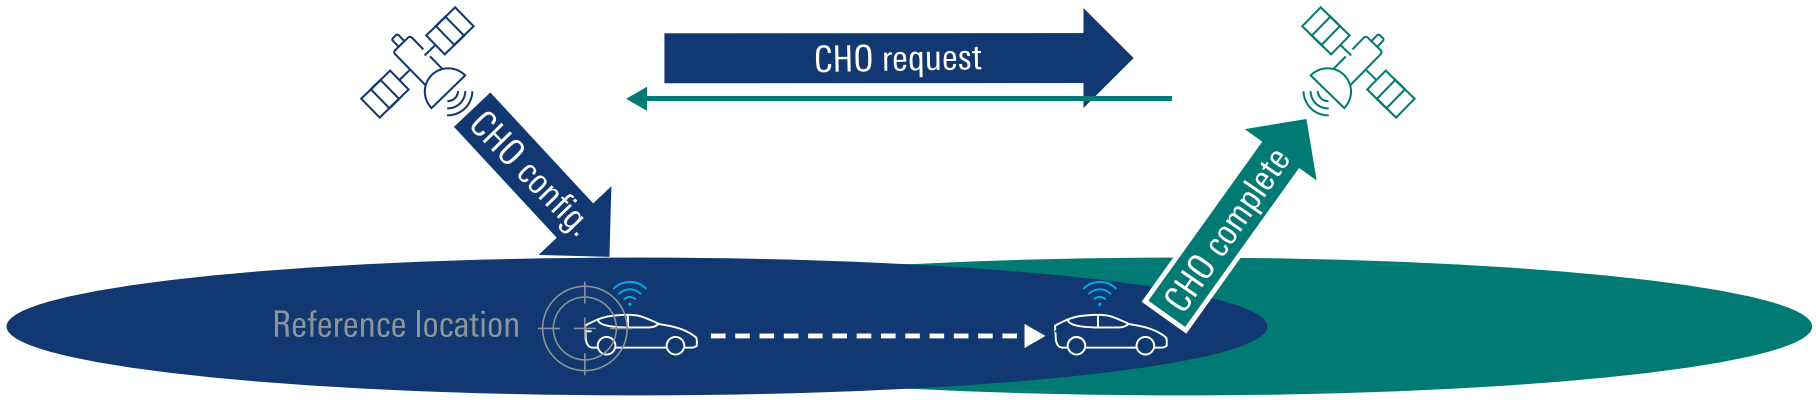 CHO request
CHO config.
CHO complete
Reference location